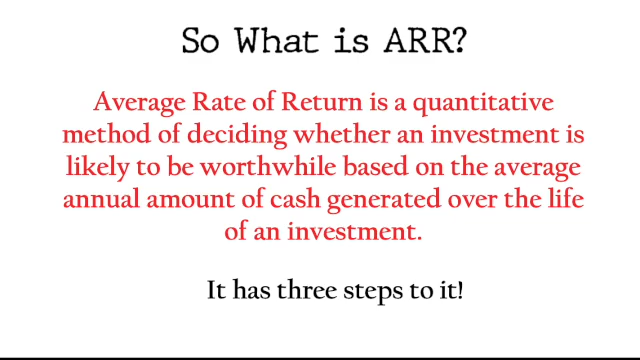 So What is ARR?
Average Rate of Return is a quantitative
method of deciding whether an investment is
likely to be worthwhile based on the average
annual amount of cash generated over the life
of an investment.
It has three steps to it!